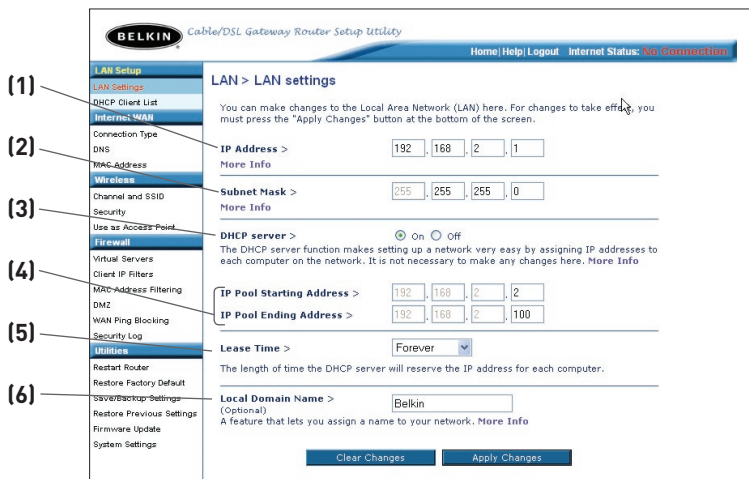 BELKIN
Cable/DSL Gateway Router Setup Utility
Home| Help| Logout Internet Status: No Connection
LAN Setup
LAN Settings
DHCP Client List
Internet WAN
Connection Type
DNS
MAC Address
Wireless
Channel and SSID
Security
Use as Access Point
Firewall
Virtual Servers
Client IP Filters
MAC Address Filtering
DMZ
WAN Ping Blocking
Security Log
Utilities
Restart Router
Restore Factory Default
Save/Backup Settings
Restore Previous Settings
Firmware Update
System Settings
LAN > LAN settings
You can make changes to the Local Area Network (LAN) here. For changes to take effect, you
must press the "Apply Changes" button at the bottom of the screen.
(1)
IP Address > 192 . 168 . 2 . 1
More Info
(2)
Subnet Mask > 255 . 255 . 255 . 0
More Info
(3)
DHCP server > On Off
The DHCP server function makes setting up a network very easy by assigning IP addresses to
each computer on the network. It is not necessary to make any changes here. More Info
(4)
IP Pool Starting Address > 192 . 168 . 2 . 2
IP Pool Ending Address > 192 . 168 . 2 . 100
(5)
Lease Time > Forever
The length of time the DHCP server will reserve the IP address for each computer.
(6)
Local Domain Name > Belkin
(Optional)
A feature that lets you assign a name to your network. More Info
Clear Changes Apply Changes